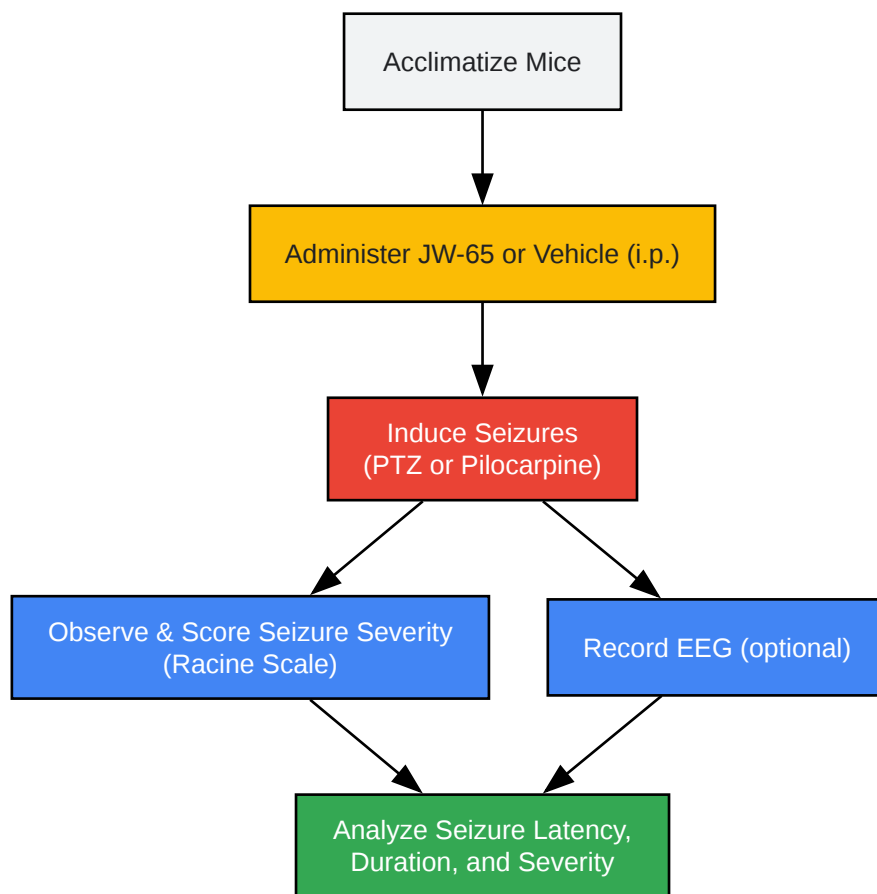 Acclimatize Mice
Administer JW-65 or Vehicle (i.p.)
Induce Seizures
(PTZ or Pilocarpine)
Observe & Score Seizure Severity
(Racine Scale)
Record EEG (optional)
Analyze Seizure Latency,
Duration, and Severity